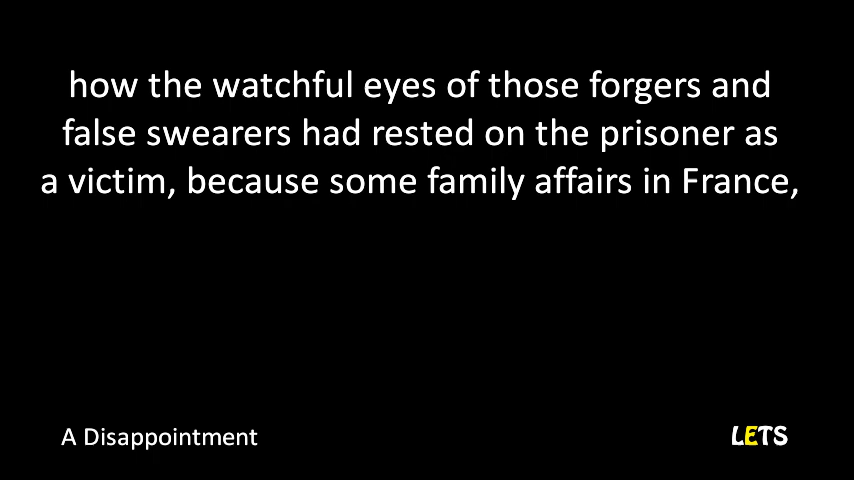 how the watchful eyes of those forgers and
false swearers had rested on the prisoner as
a victim, because some family affairs in France,
A Disappointment
LETS